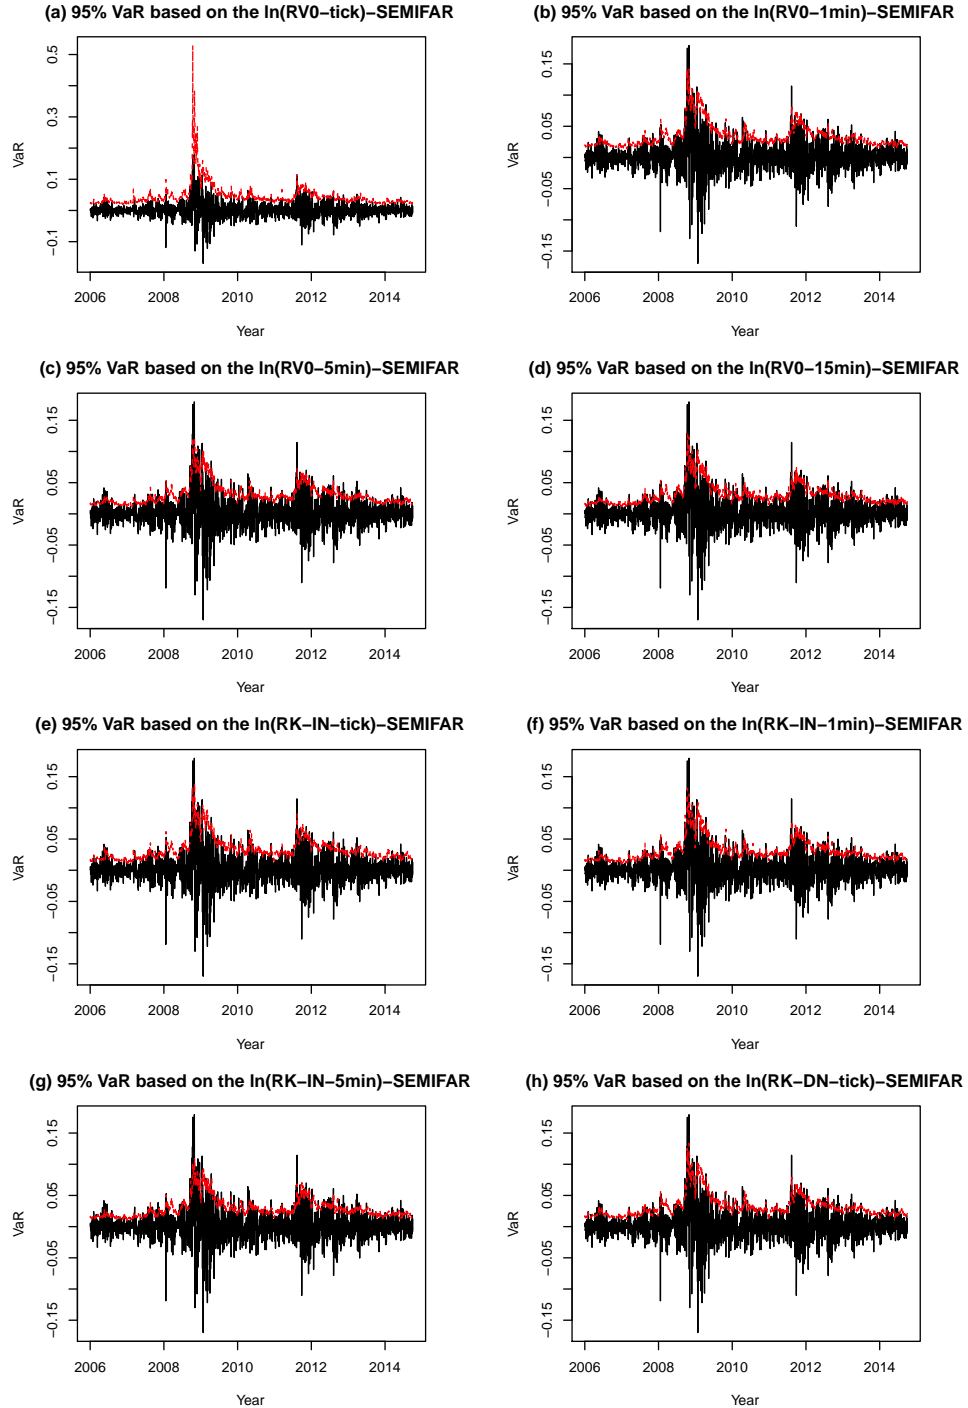 (a) 95% VaR based on the ln(RV0−tick)−SEMIFAR
VaR
0.5
0.3
0.1
−0.1
2006 2008 2010 2012 2014
Year
(b) 95% VaR based on the ln(RV0−1min)−SEMIFAR
VaR
0.15
0.05
−0.05
−0.15
2006 2008 2010 2012 2014
Year
(c) 95% VaR based on the ln(RV0−5min)−SEMIFAR
VaR
0.15
0.05
−0.05
−0.15
2006 2008 2010 2012 2014
Year
(d) 95% VaR based on the ln(RV0−15min)−SEMIFAR
VaR
0.15
0.05
−0.05
−0.15
2006 2008 2010 2012 2014
Year
(e) 95% VaR based on the ln(RK−IN−tick)−SEMIFAR
VaR
0.15
0.05
−0.05
−0.15
2006 2008 2010 2012 2014
Year
(f) 95% VaR based on the ln(RK−IN−1min)−SEMIFAR
VaR
0.15
0.05
−0.05
−0.15
2006 2008 2010 2012 2014
Year
(g) 95% VaR based on the ln(RK−IN−5min)−SEMIFAR
VaR
0.15
0.05
−0.05
−0.15
2006 2008 2010 2012 2014
Year
(h) 95% VaR based on the ln(RK−DN−tick)−SEMIFAR
VaR
0.15
0.05
−0.05
−0.15
2006 2008 2010 2012 2014
Year